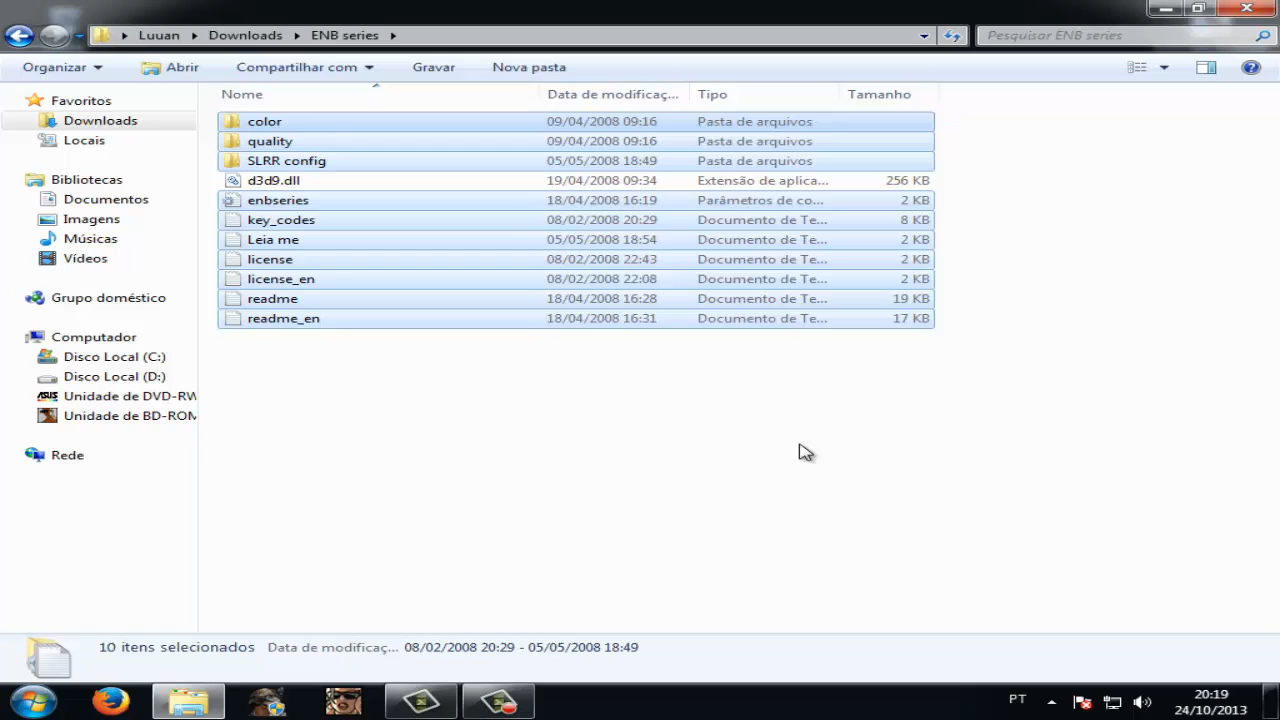 Luuan Downloads ENB series
Pesquisar ENB series
Organizar Abrir Compartilhar com Gravar Nova pasta
Nome Data de modificaç... Tipo Tamanho
Favoritos
Downloads
Locais
Bibliotecas
Documentos
Imagens
Músicas
Vídeos
Grupo doméstico
Computador
Disco Local (C:)
Disco Local (D:)
Unidade de DVD-RW
Unidade de BD-ROM
Rede
color 09/04/2008 09:16 Pasta de arquivos
quality 09/04/2008 09:16 Pasta de arquivos
SLRR config 05/05/2008 18:49 Pasta de arquivos
d3d9.dll 19/04/2008 09:34 Extensão de aplica... 256 KB
enbseries 18/04/2008 16:19 Parâmetros de co... 2 KB
key_codes 08/02/2008 20:29 Documento de Te... 8 KB
Leia me 05/05/2008 18:54 Documento de Te... 2 KB
license 08/02/2008 22:43 Documento de Te... 2 KB
license_en 08/02/2008 22:08 Documento de Te... 2 KB
readme 18/04/2008 16:28 Documento de Te... 19 KB
readme_en 18/04/2008 16:31 Documento de Te... 17 KB
10 itens selecionados Data de modificaç... 08/02/2008 20:29 - 05/05/2008 18:49
PT
20:19
24/10/2013